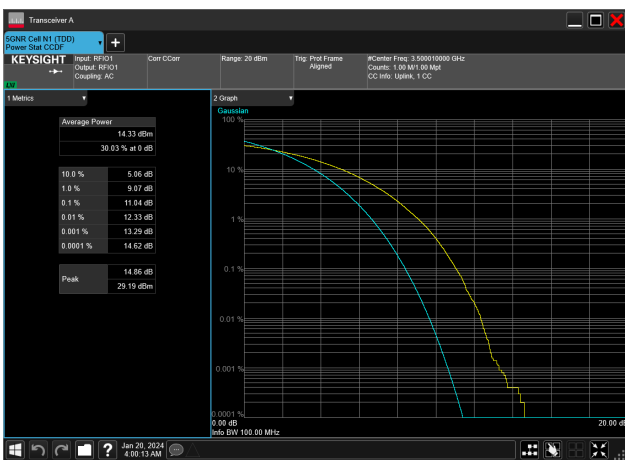 Transceiver A
5GNR Cell N1 (TDD)
Power Stat CCDF
KEYSIGHT
Input: RFIO1
Output: RFIO1
Coupling: AC
Corr CCorr
Range: 20 dBm
Trig: Prot Frame
Aligned
#Center Freq: 3.500010000 GHz
Counts: 1.00 M/1.00 Mpt
CC Info: Uplink, 1 CC
1 Metrics
Average Power
14.33 dBm
30.03 % at 0 dB
10.0 % 5.06 dB
1.0 % 9.07 dB
0.1 % 11.04 dB
0.01 % 12.33 dB
0.001 % 13.29 dB
0.0001 % 14.62 dB
Peak
14.86 dB
29.19 dBm
2 Graph
Gaussian
100 %
10 %
1 %
0.1 %
0.01 %
0.001 %
0.0001 %
0.00 dB 20.00 dB
Info BW 100.00 MHz
Jan 20, 2024
4:00:13 AM